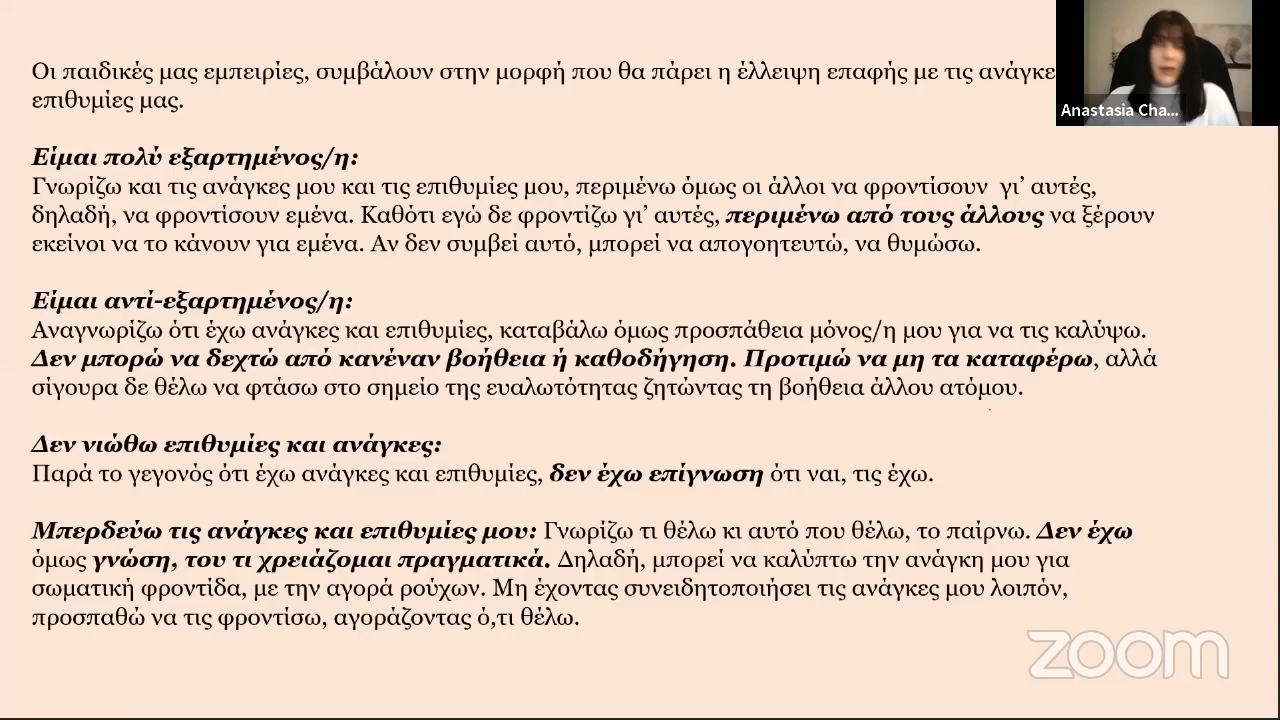 Οι παιδικές μας εμπειρίες, συμβάλουν στην μορφή που θα πάρει η έλλειψη επαφής με τις ανάγκε
επιθυμίες μας.
Anastasia Cha...
Είμαι πολύ εξαρτημένος/η:
Γνωρίζω και τις ανάγκες μου και τις επιθυμίες μου, περιμένω όμως οι άλλοι να φροντίσουν γι’ αυτές,
δηλαδή, να φροντίσουν εμένα. Καθότι εγώ δε φροντίζω γι’ αυτές, περιμένω από τους άλλους να ξέρουν
εκείνοι να το κάνουν για εμένα. Αν δεν συμβεί αυτό, μπορεί να απογοητευτώ, να θυμώσω.
Είμαι αντί-εξαρτημένος/η:
Αναγνωρίζω ότι έχω ανάγκες και επιθυμίες, καταβάλω όμως προσπάθεια μόνος/η μου για να τις καλύψω.
Δεν μπορώ να δεχτώ από κανέναν βοήθεια ή καθοδήγηση. Προτιμώ να μη τα καταφέρω, αλλά
σίγουρα δε θέλω να φτάσω στο σημείο της ευαλωτότητας ζητώντας τη βοήθεια άλλου ατόμου.
Δεν νιώθω επιθυμίες και ανάγκες:
Παρά το γεγονός ότι έχω ανάγκες και επιθυμίες, δεν έχω επίγνωση ότι ναι, τις έχω.
Μπερδεύω τις ανάγκες και επιθυμίες μου: Γνωρίζω τι θέλω κι αυτό που θέλω, το παίρνω. Δεν έχω
όμως γνώση, του τι χρειάζομαι πραγματικά. Δηλαδή, μπορεί να καλύπτω την ανάγκη μου για
σωματική φροντίδα, με την αγορά ρούχων. Μη έχοντας συνειδητοποιήσει τις ανάγκες μου λοιπόν,
προσπαθώ να τις φροντίσω, αγοράζοντας ό,τι θέλω.
zoom